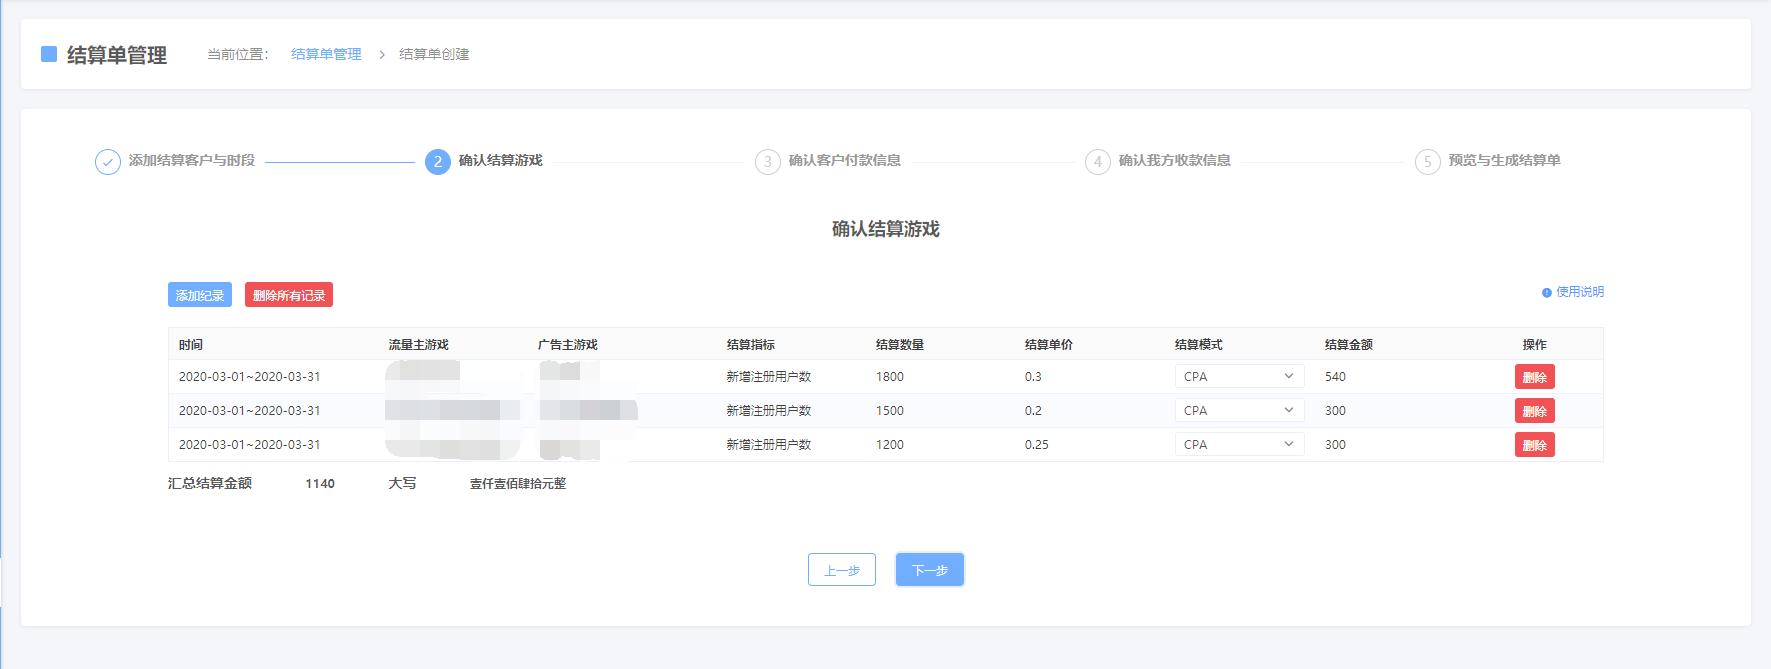 结算单管理 当前位置： 结算单管理 > 结算单创建
添加结算客户与时段 2 确认结算游戏 3 确认客户付款信息 4 确认我方收款信息 5 预览与生成结算单
确认结算游戏
添加纪录 删除所有记录 使用说明
时间 流量主游戏 广告主游戏 结算指标 结算数量 结算单价 结算模式 结算金额 操作
2020-03-01~2020-03-31 新增注册用户数 1800 0.3 CPA 540 删除
2020-03-01~2020-03-31 新增注册用户数 1500 0.2 CPA 300 删除
2020-03-01~2020-03-31 新增注册用户数 1200 0.25 CPA 300 删除
汇总结算金额 1140 大写 壹仟壹佰肆拾元整
上一步 下一步